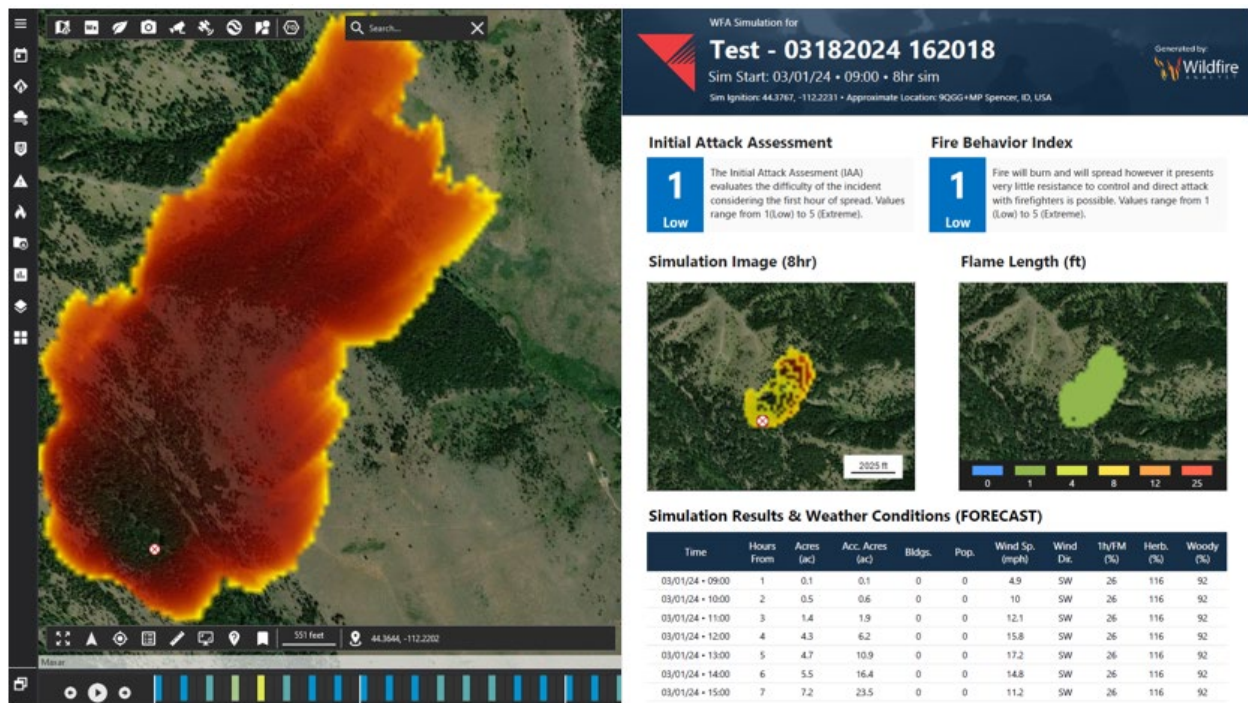 Search...
551 feet
44.3644, -112.2202
Maxar
WFA Simulation for
Test - 03182024 162018
Sim Start: 03/01/24 • 09:00 • 8hr sim
Sim Ignition: 44.3767, -112.2231 • Approximate Location: 9QGG+MP Spencer, ID, USA
Generated by:
Wildfire
ANALYST
Initial Attack Assessment
1
Low
The Initial Attack Assesment (IAA)
evaluates the difficulty of the incident
considering the first hour of spread. Values
range from 1(Low) to 5 (Extreme).
Fire Behavior Index
1
Low
Fire will burn and will spread however it presents
very little resistance to control and direct attack
with firefighters is possible. Values range from 1
(Low) to 5 (Extreme).
Simulation Image (8hr)
2025 ft
Flame Length (ft)
0 1 4 8 12 25
Simulation Results & Weather Conditions (FORECAST)
Time Hours From Acres (ac) Acc. Acres (ac) Bldgs. Pop. Wind Sp. (mph) Wind Dir. 1h/FM (%) Herb. (%) Woody (%)
03/01/24 • 09:00 1 0.1 0.1 0 0 4.9 SW 26 116 92
03/01/24 • 10:00 2 0.5 0.6 0 0 10 SW 26 116 92
03/01/24 • 11:00 3 1.4 1.9 0 0 12.1 SW 26 116 92
03/01/24 • 12:00 4 4.3 6.2 0 0 15.8 SW 26 116 92
03/01/24 • 13:00 5 4.7 10.9 0 0 17.2 SW 26 116 92
03/01/24 • 14:00 6 5.5 16.4 0 0 14.8 SW 26 116 92
03/01/24 • 15:00 7 7.2 23.5 0 0 11.2 SW 26 116 92